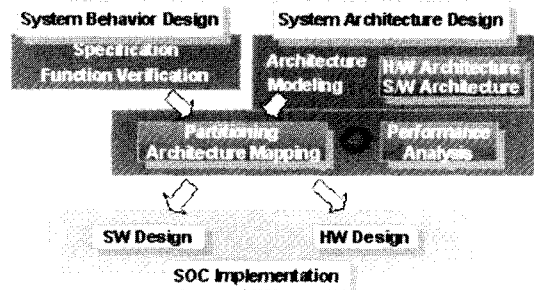 System Behavior Design
System Architecture Design
Specification
Function Verification
Architecture
Modeling
H/W Architecture
S/W Architecture
Partitioning
Architecture Mapping
Performance
Analysis
SW Design
HW Design
SOC Implementation